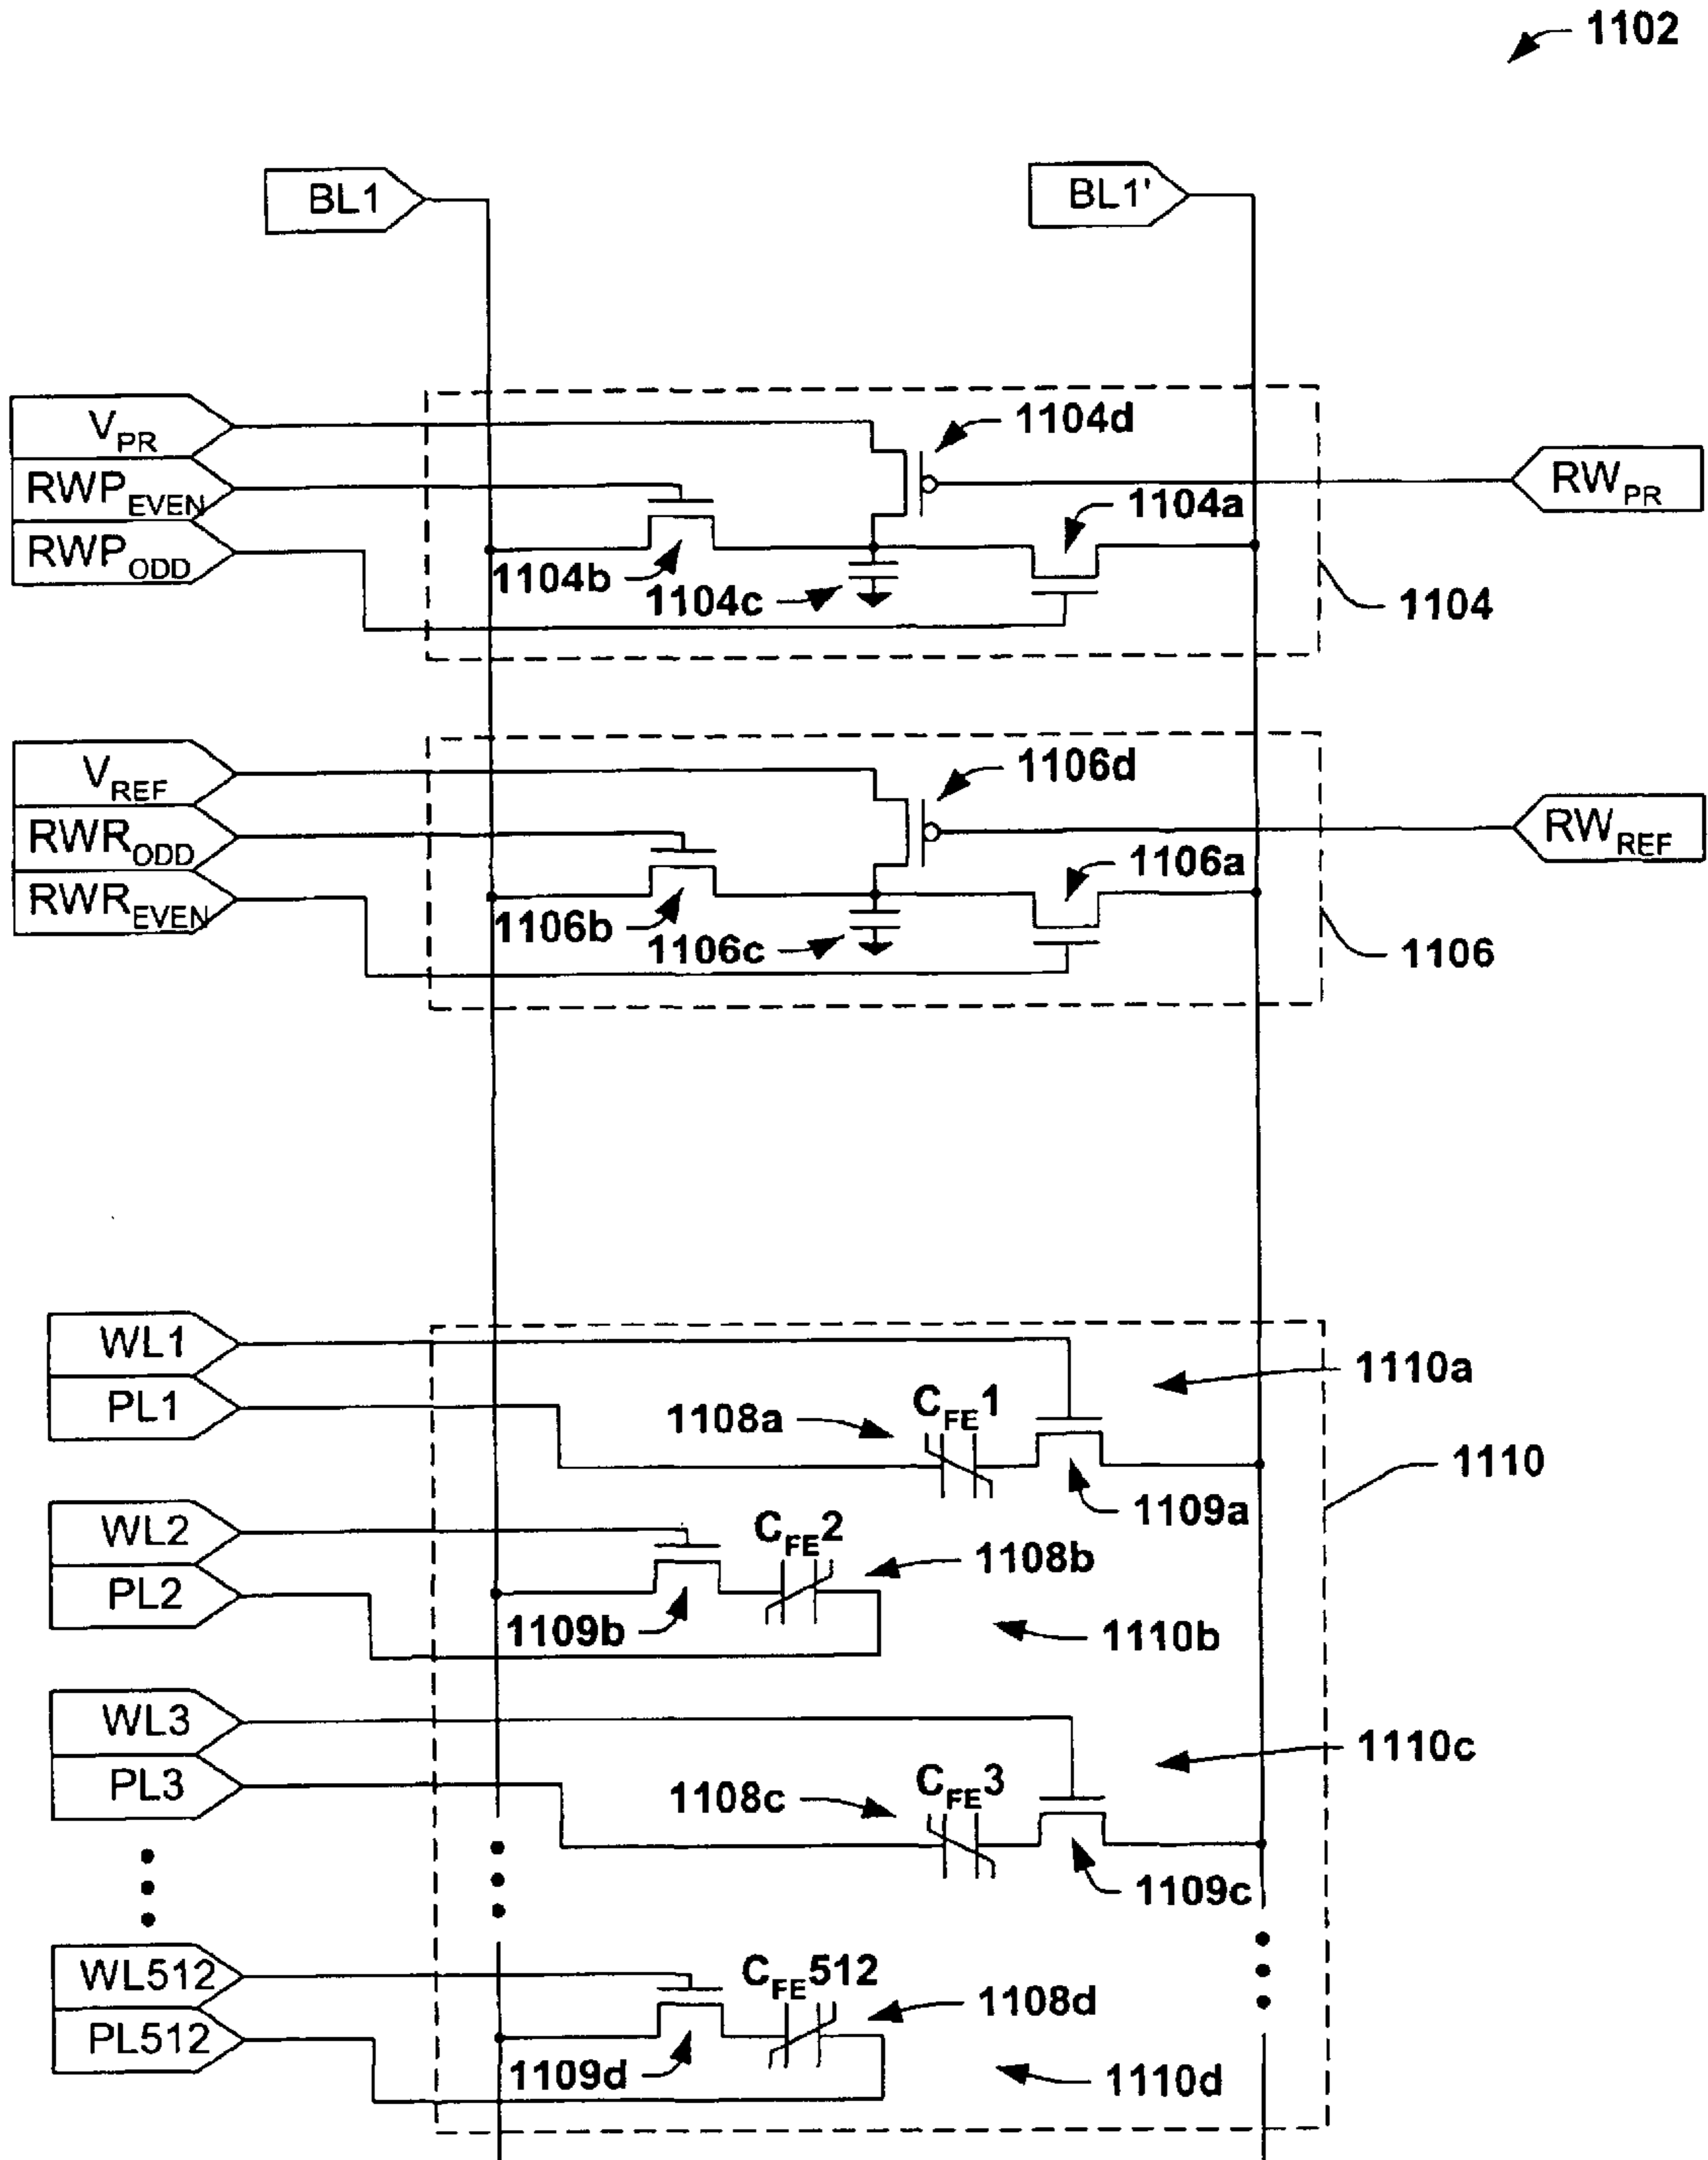 1102
BL1
BL1'
VPR
1104d
RWPEVEN
RWPR
1104a
RWPODD
1104b
1104c
1104
VREF
1106d
RWRODD
RWREF
1106a
RWREVEN
1106b
1106c
1106
WL1
1110a
PL1
1108a
CFE1
1110
1109a
WL2
CFE2
1108b
PL2
1109b
1110b
WL3
1110c
PL3
1108c
CFE3
1109c
WL512
CFE512
1108d
PL512
1109d
1110d